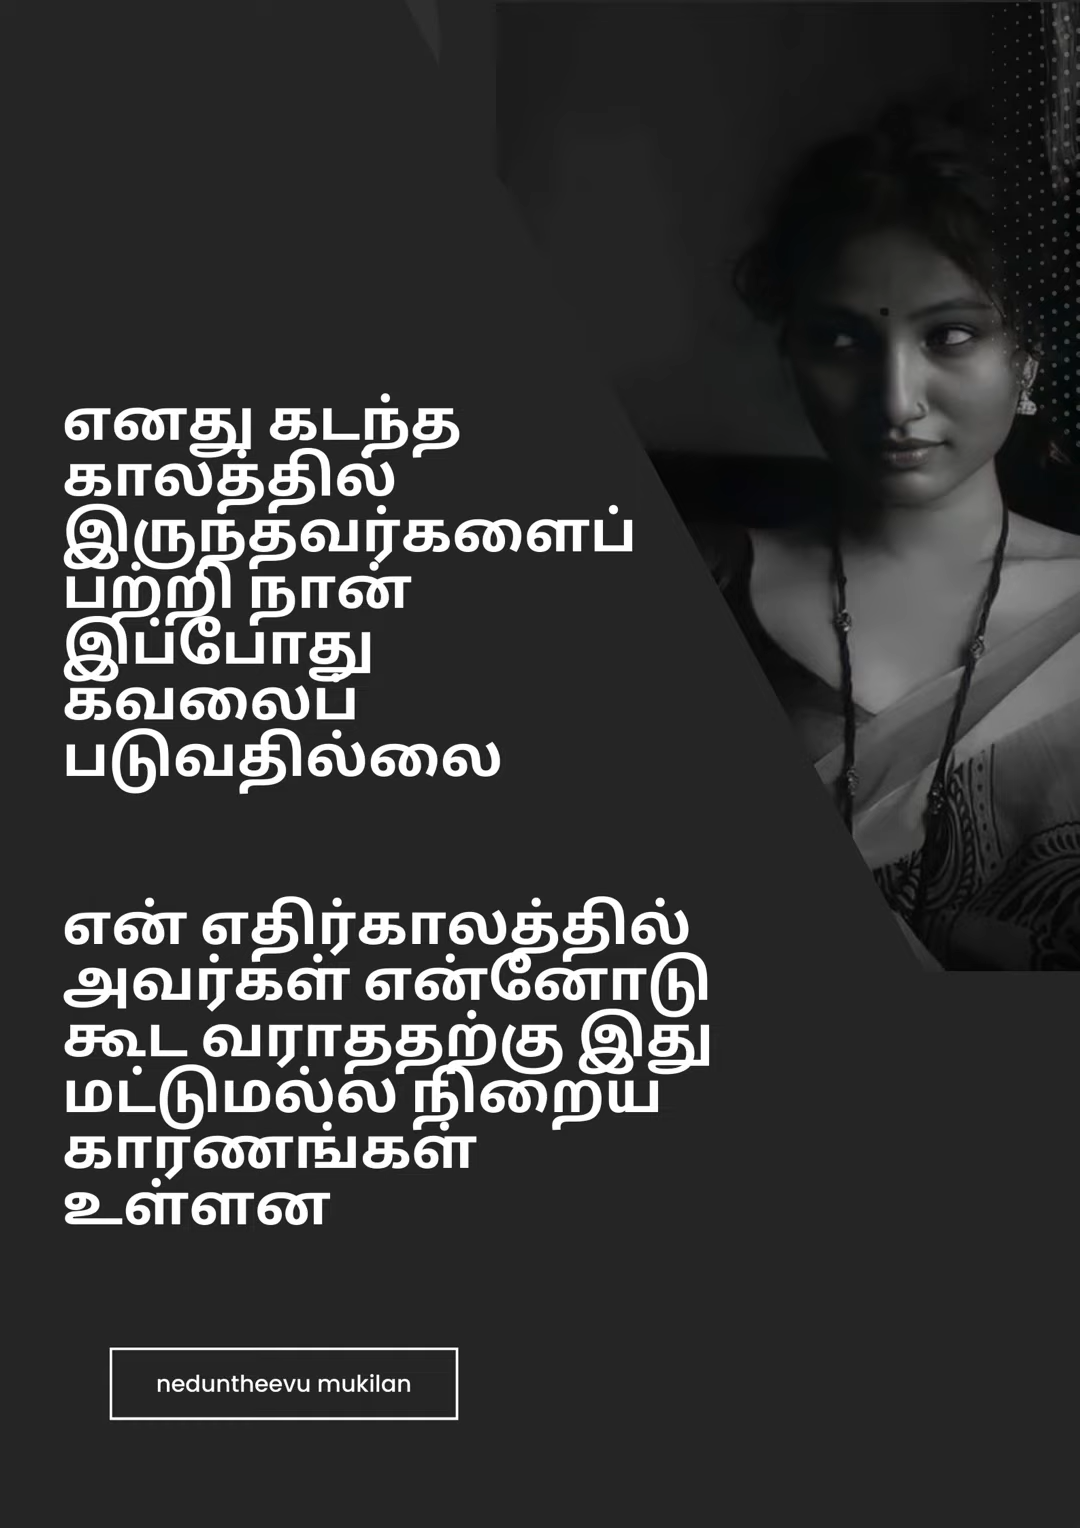 எனது கடந்த
காலத்தில்
இருந்தவர்களைப்
பற்றி நான்
இப்போது
கவலைப்
படுவதில்லை
என் எதிர்காலத்தில்
அவர்கள் என்னோடு
கூட வராததற்கு இது
மட்டுமல்ல நிறைய
காரணங்கள்
உள்ளன
neduntheevu mukilan